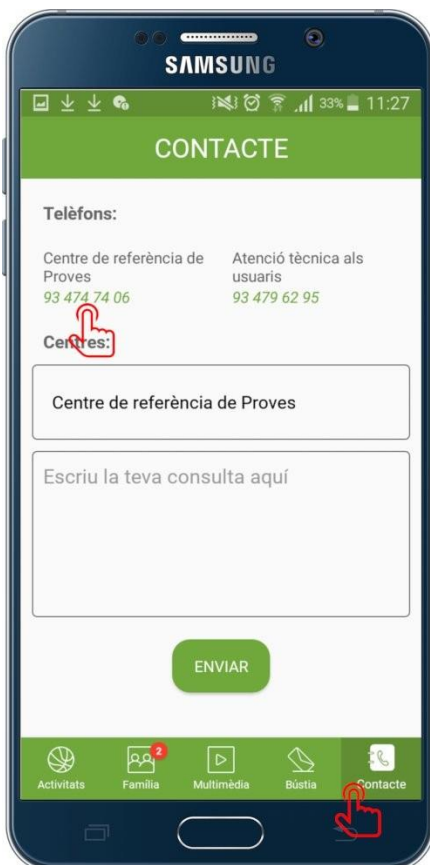 SAMSUNG
33% 11:27
CONTACTE
Telèfons:
Centre de referència de
Proves
93 474 74 06
Atenció tècnica als
usuaris
93 479 62 95
Centres:
Centre de referència de Proves
Escriu la teva consulta aquí
ENVIAR
2
Activitats Família Multimèdia Bústia Contacte